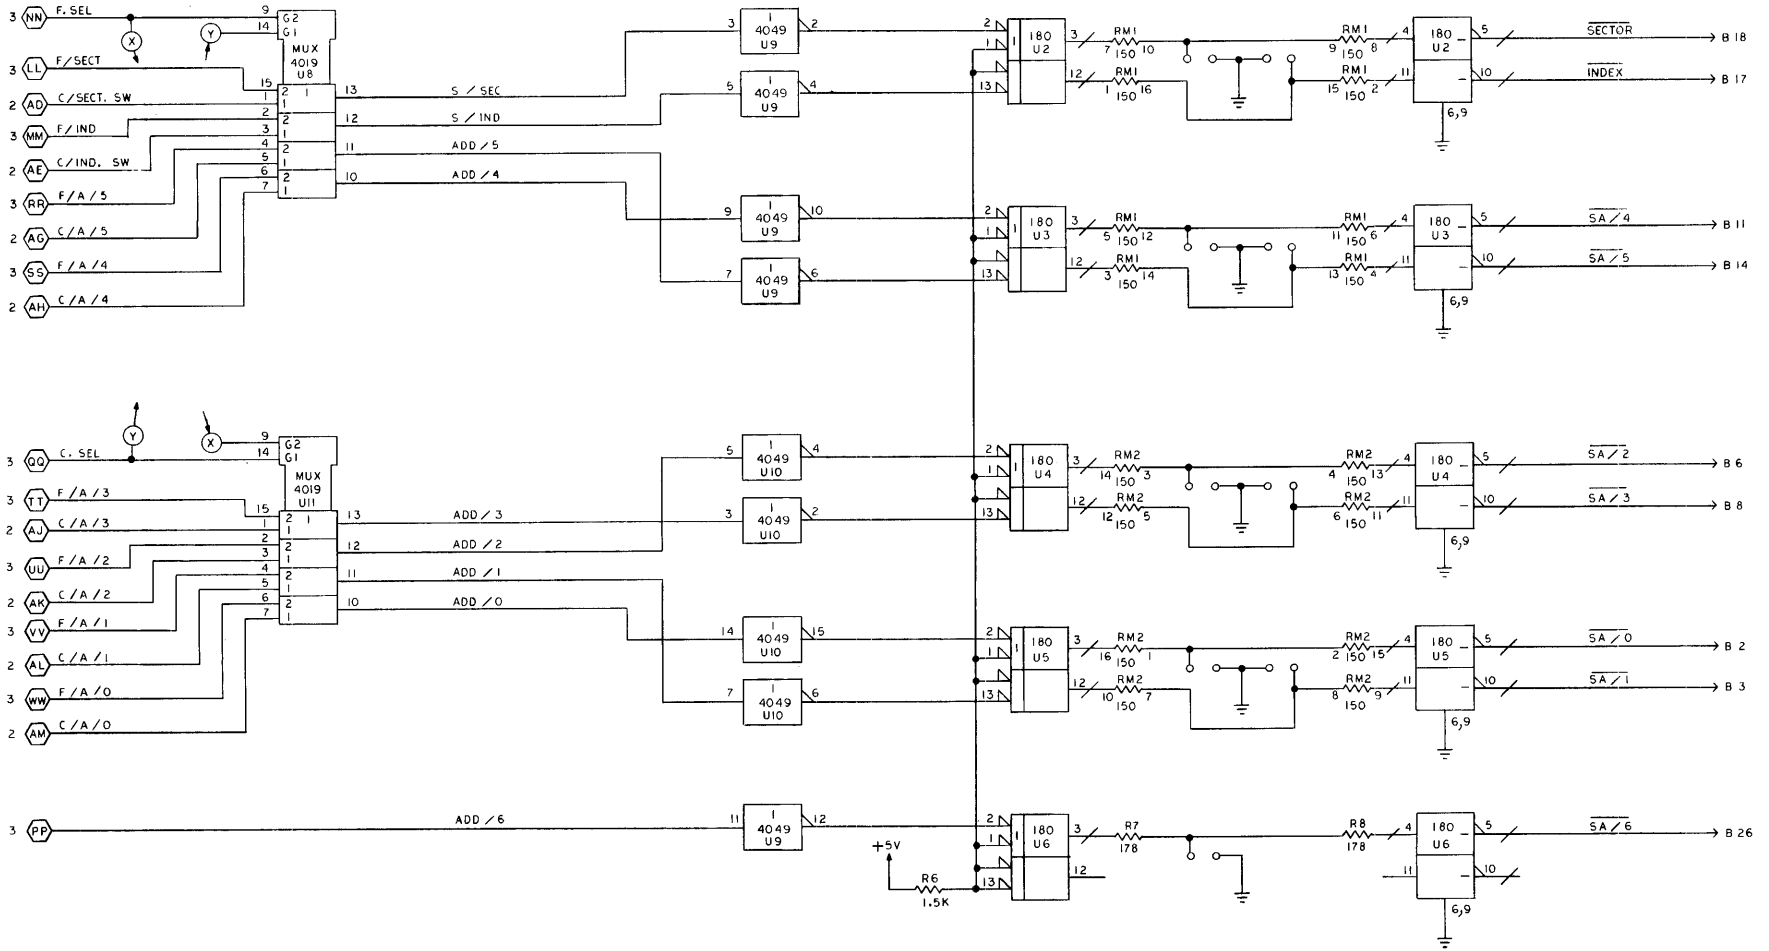 3 NN F. SEL 9 G2
14 G1
X Y
MUX
4019
U8
3 LL F/SECT 15 2 1 13 S / SEC 3 1 2
4049
U9
2 AD C/SECT. SW 1 1
3 MM F/IND 2 2 12 S / IND 5 1 4
4049
U9
2 AE C/IND. SW 3 1
3 RR F/A/5 4 2 11 ADD / 5
2 AG C/A/5 5 1
3 SS F/A/4 6 2 10 ADD / 4
2 AH C/A/4 7 1
9 1 10
4049
U9
7 1 6
4049
U9
2 1 180 3 RM1 RM1 4 180 5 SECTOR B 18
1 U2 7 150 10 9 150 8 U2
12 RM1 RM1 11 10 INDEX B 17
13 1 150 16 15 150 2
6,9
2 1 180 3 RM1 RM1 4 180 5 SA/4 B 11
1 U3 5 150 12 11 150 6 U3
12 RM1 RM1 11 10 SA/5 B 14
13 3 150 14 13 150 4
6,9
Y X
3 QQ C. SEL 9 G2
14 G1
MUX
4019
U11
3 TT F/A/3 15 2 1 13 ADD / 3
2 AJ C/A/3 1 1
3 UU F/A/2 2 2 12 ADD / 2
2 AK C/A/2 3 1
3 VV F/A/1 4 2 11 ADD / 1
2 AL C/A/1 5 1
3 WW F/A/0 6 2 10 ADD / 0
2 AM C/A/0 7 1
5 1 4
4049
U10
3 1 2
4049
U10
14 1 15
4049
U10
7 1 6
4049
U10
2 1 180 3 RM2 RM2 4 180 5 SA/2 B 6
1 U4 14 150 3 4 150 13 U4
12 RM2 RM2 11 10 SA/3 B 8
13 12 150 5 6 150 11
6,9
2 1 180 3 RM2 RM2 4 180 5 SA/0 B 2
1 U5 16 150 1 2 150 15 U5
12 RM2 RM2 11 10 SA/1 B 3
13 10 150 7 8 150 9
6,9
3 PP ADD / 6 11 1 12
4049
U9
2 1 180 3 R7 R8 4 180 5 SA/6 B 26
1 U6 178 178 U6
12 11 10
13
+5V
R6
1.5K
6,9